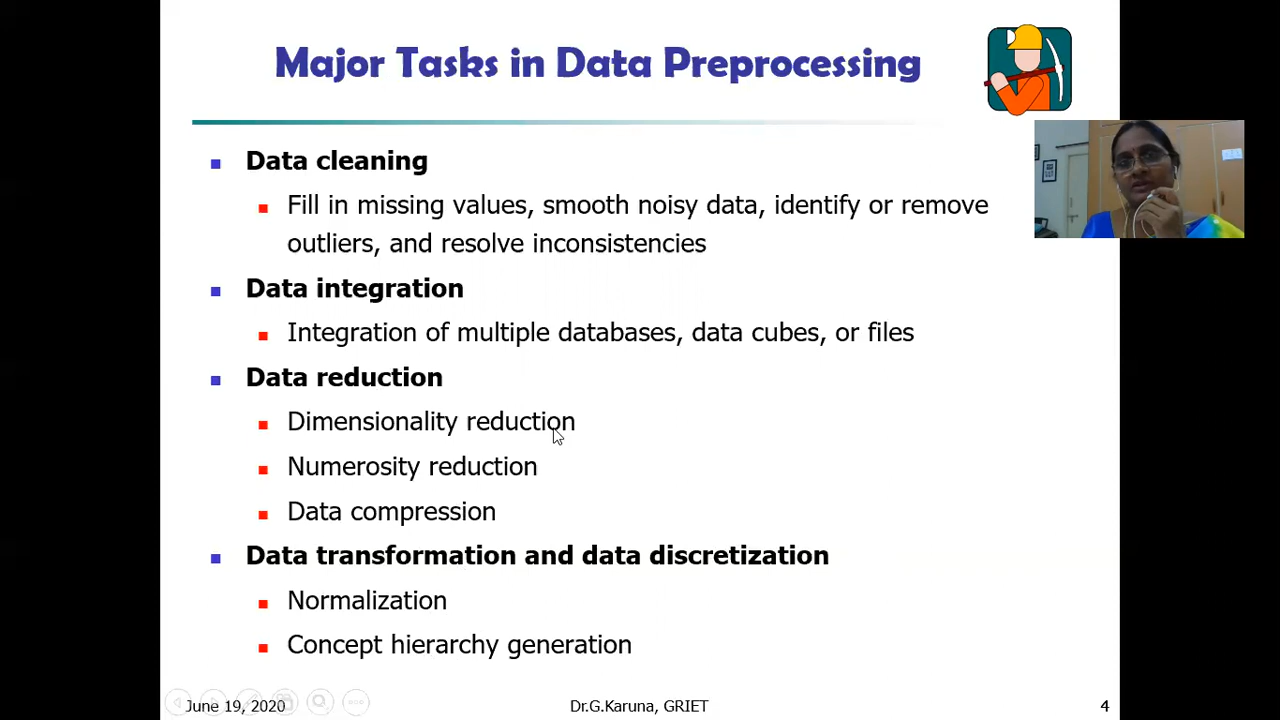 Major Tasks in Data Preprocessing
Data cleaning
Fill in missing values, smooth noisy data, identify or remove
outliers, and resolve inconsistencies
Data integration
Integration of multiple databases, data cubes, or files
Data reduction
Dimensionality reduction
Numerosity reduction
Data compression
Data transformation and data discretization
Normalization
Concept hierarchy generation
June 19, 2020
Dr.G.Karuna, GRIET
4